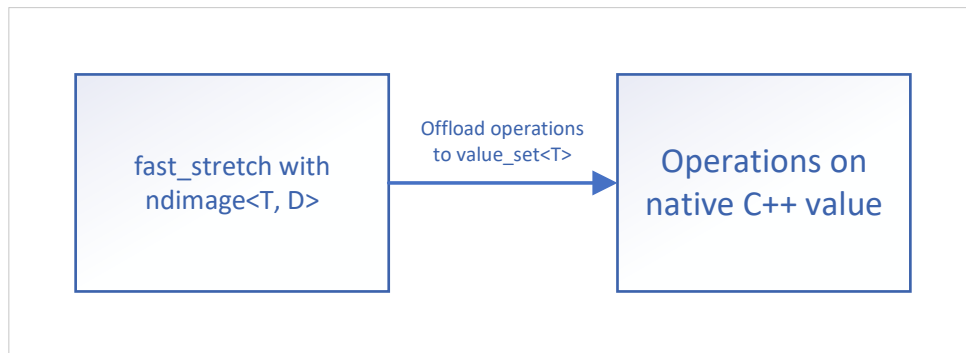 fast_stretch with
ndimage<T, D>
Offload operations
to value_set<T>
Operations on
native C++ value